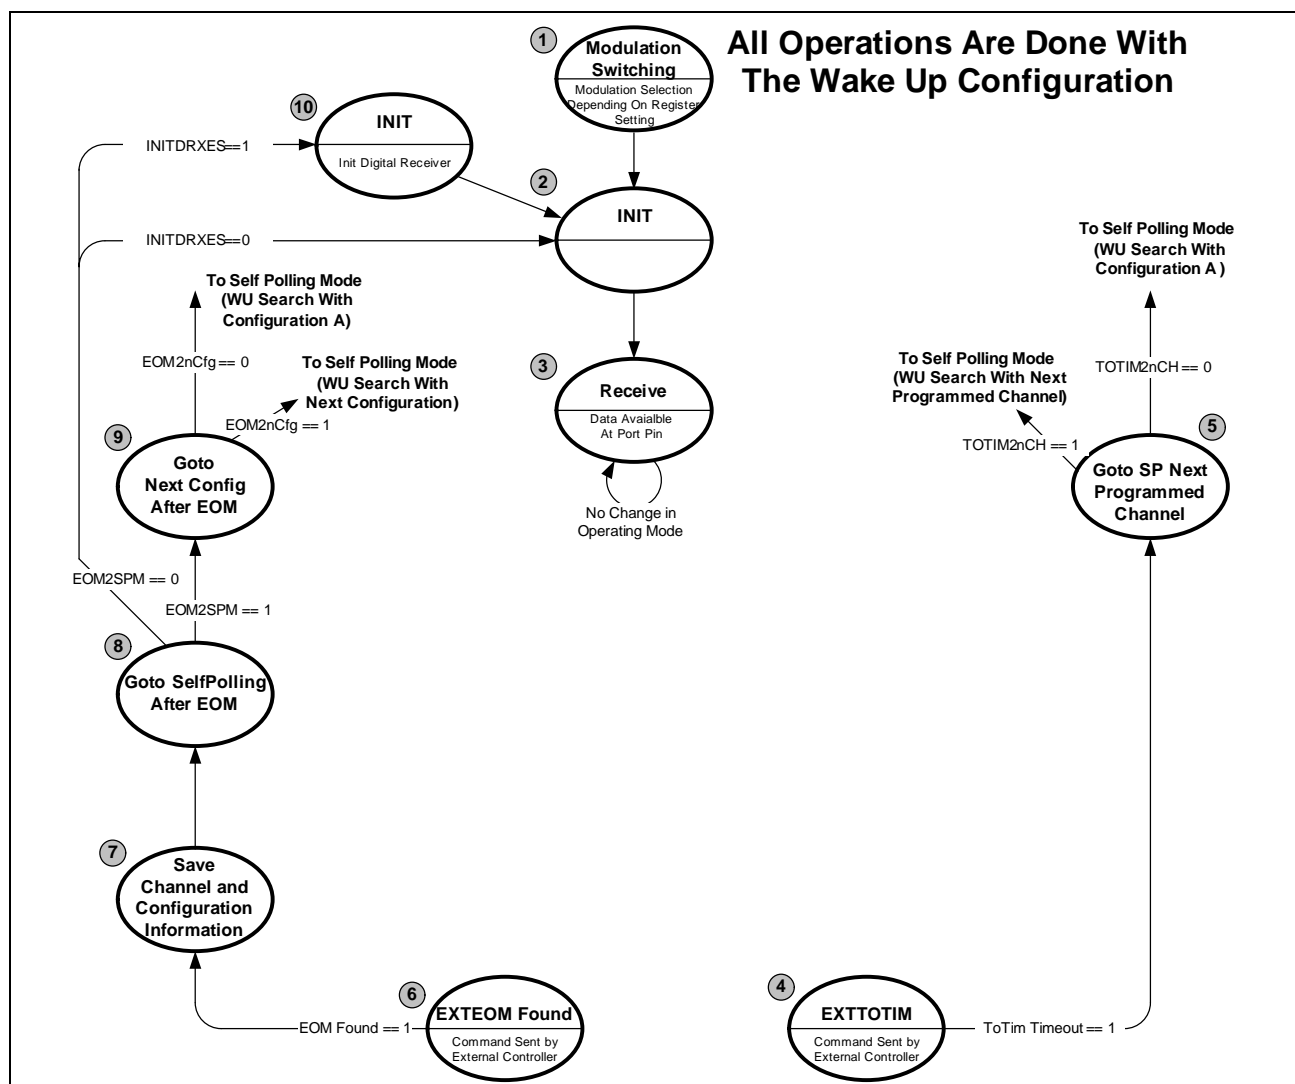 All Operations Are Done With
The Wake Up Configuration
1
Modulation
Switching
Modulation Selection
Depending On Register
Setting
10
INIT
Init Digital Receiver
INITDRXES==1
2
INIT
INITDRXES==0
To Self Polling Mode
(WU Search With
Configuration A)
EOM2nCfg == 0
To Self Polling Mode
(WU Search With
Next Configuration)
EOM2nCfg == 1
3
Receive
Data Avaialble
At Port Pin
No Change in
Operating Mode
To Self Polling Mode
(WU Search With
Configuration A )
TOTIM2nCH == 0
To Self Polling Mode
(WU Search With Next
Programmed Channel)
TOTIM2nCH == 1
5
Goto SP Next
Programmed
Channel
9
Goto
Next Config
After EOM
EOM2SPM == 0
EOM2SPM == 1
8
Goto SelfPolling
After EOM
7
Save
Channel and
Configuration
Information
6
EXTEOM Found
Command Sent by
External Controller
EOM Found == 1
4
EXTTOTIM
Command Sent by
External Controller
ToTim Timeout == 1